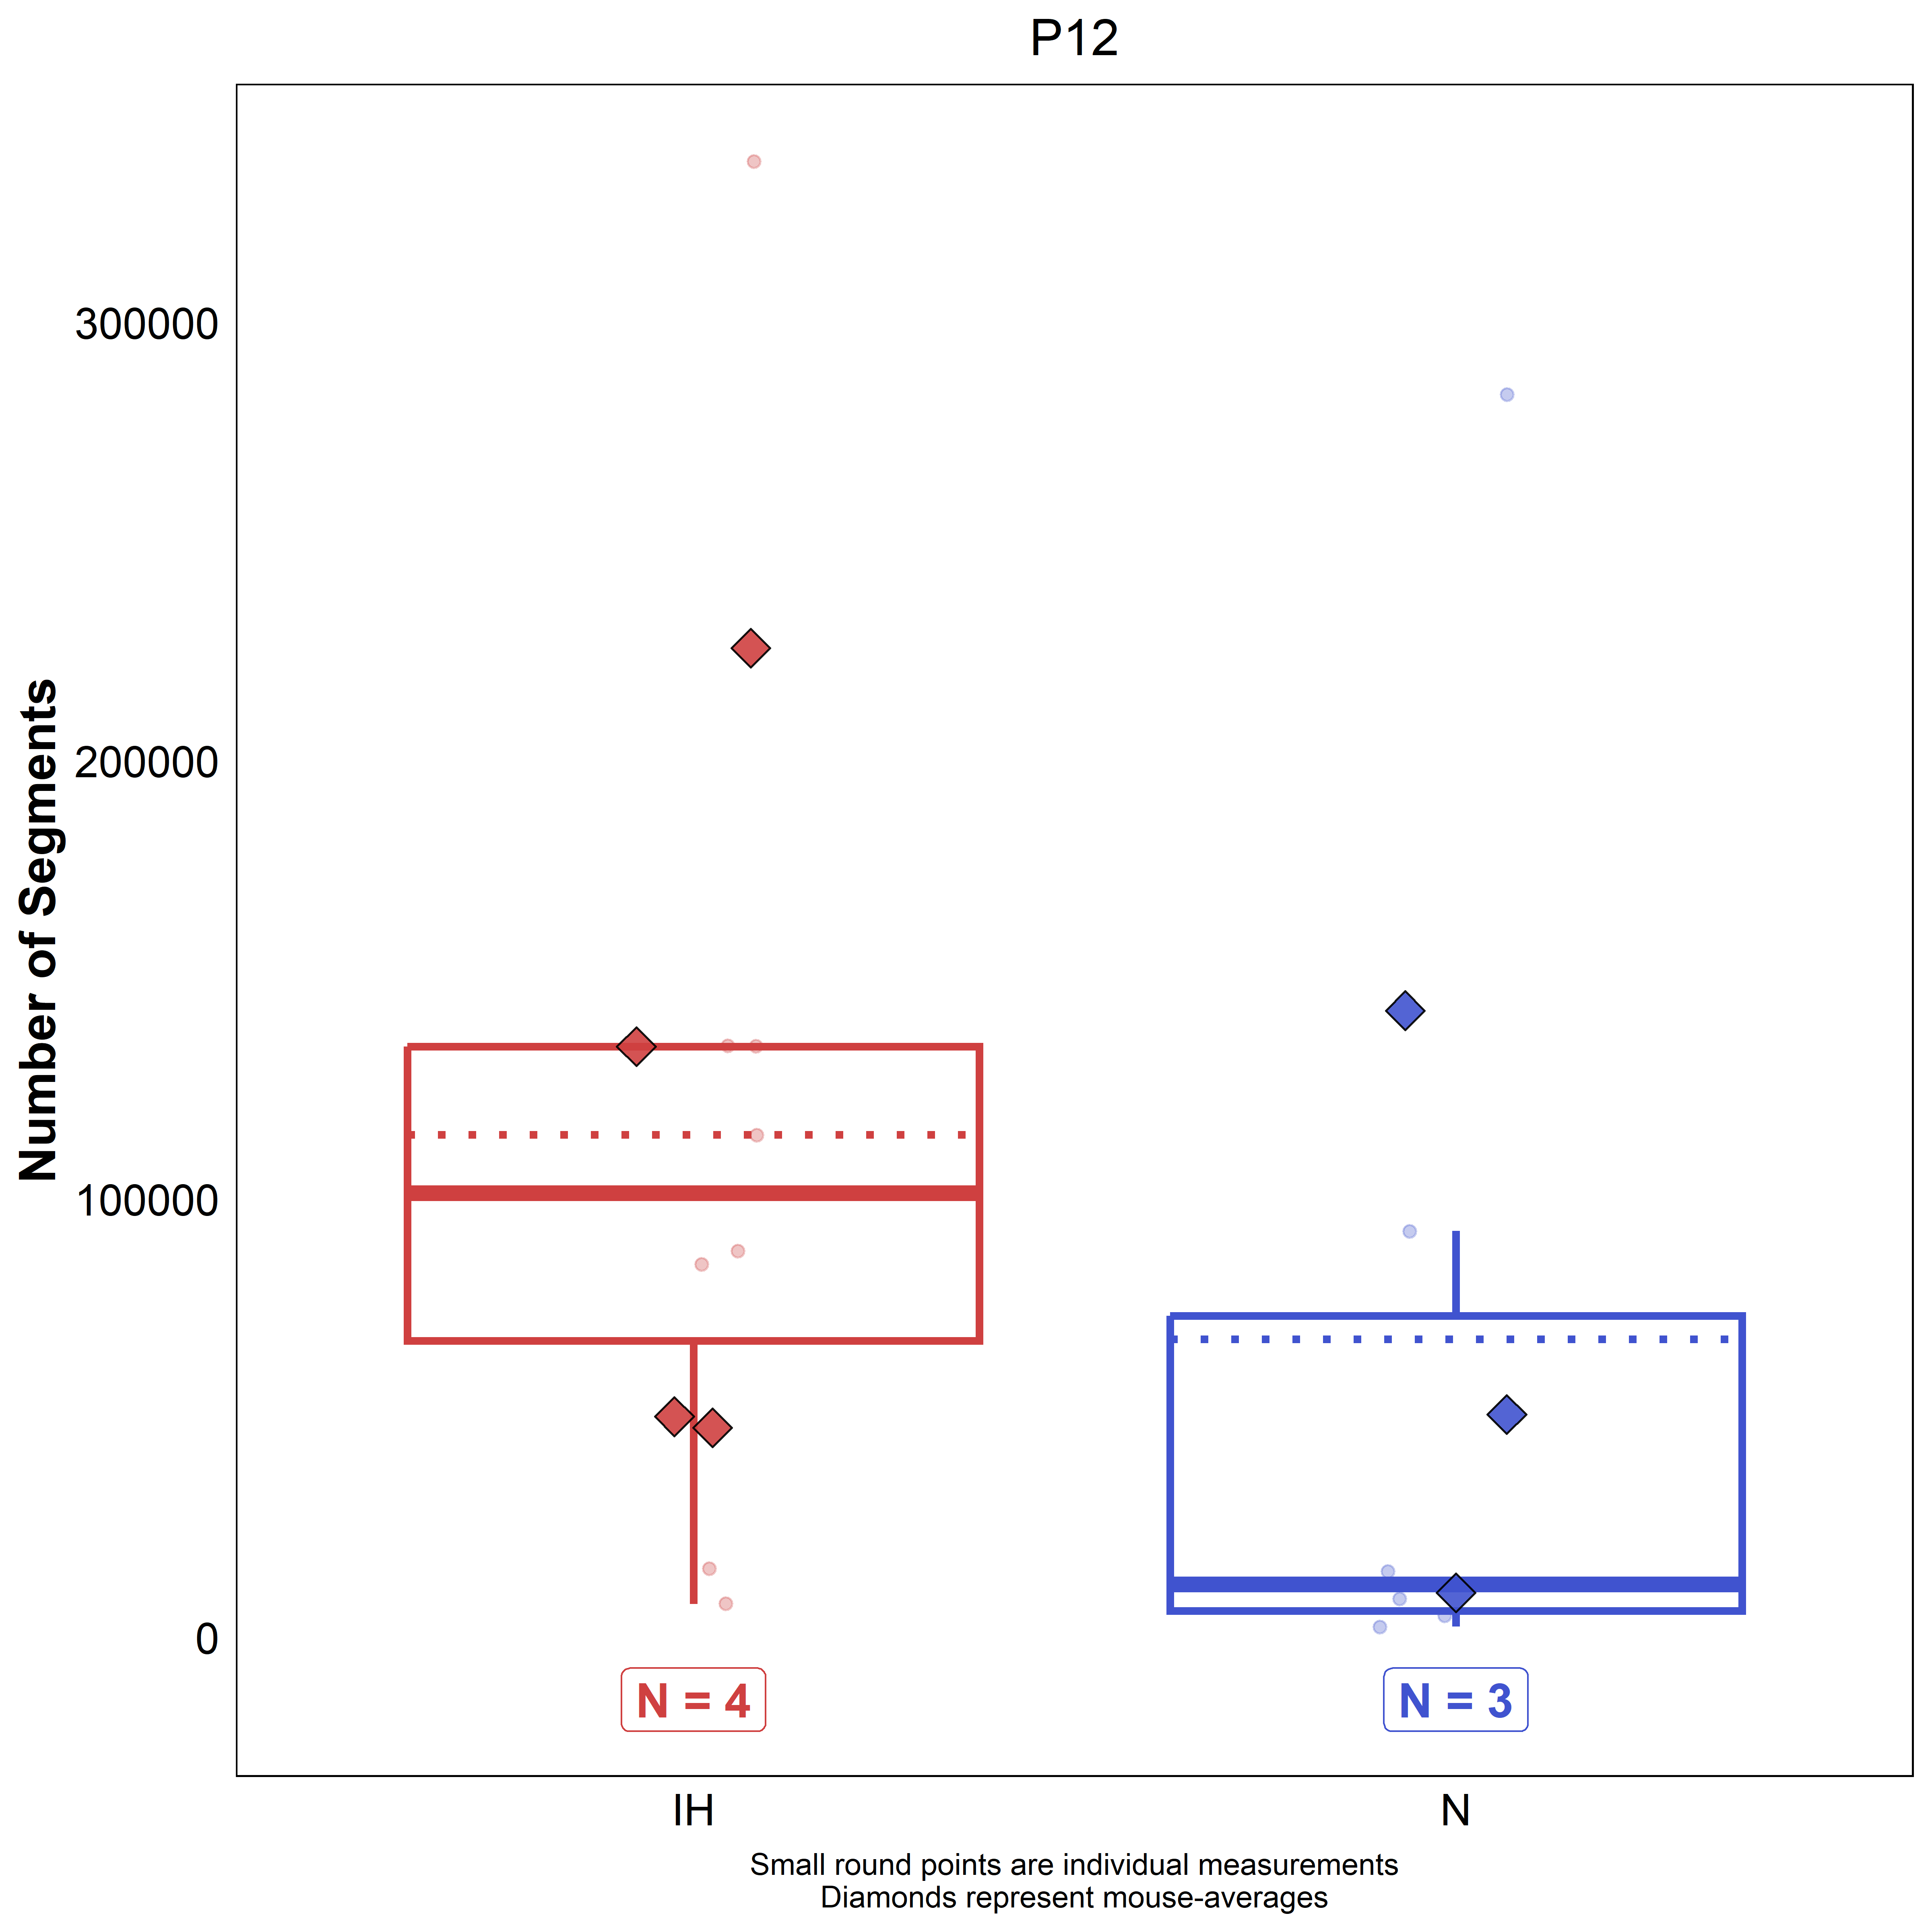 P12
300000
200000
100000
0
Number of Segments
N = 4
N = 3
IH
N
Small round points are individual measurements
Diamonds represent mouse-averages